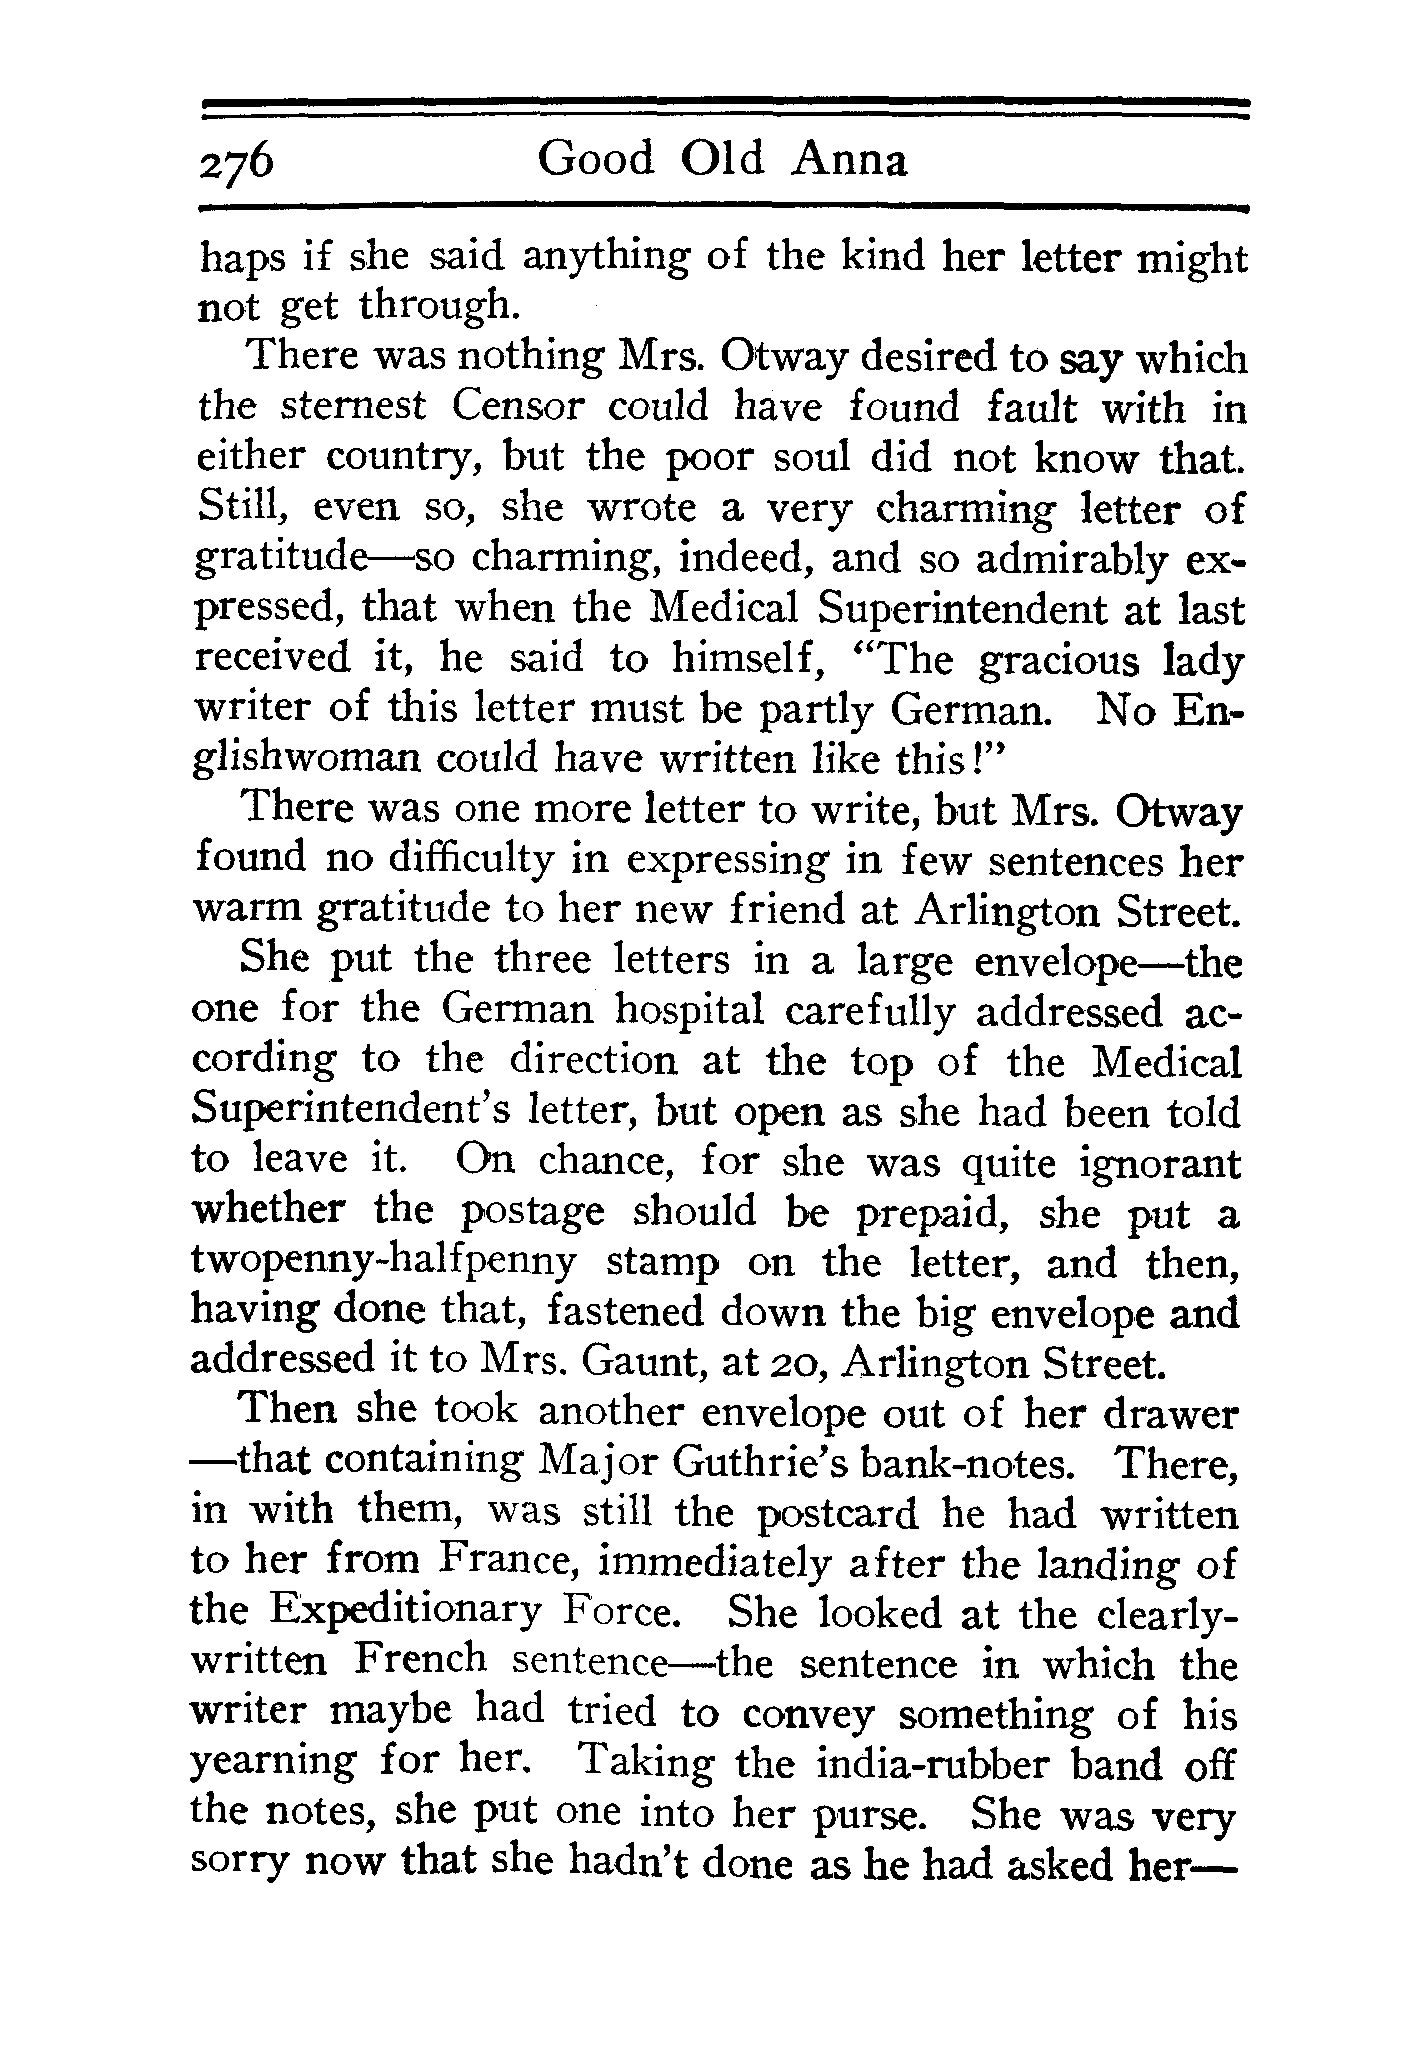 276 Good Old Anna
haps if she said anything of the kind her letter might
not get through.
There was nothing Mrs. Otway desired to say which
the sternest Censor could have found fault with in
either country, but the poor soul did not know that.
Still, even so, she wrote a very charming letter of
gratitude—so charming, indeed, and so admirably ex-
pressed, that when the Medical Superintendent at last
received it, he said to himself, "The gracious lady
writer of this letter must be partly German. No En-
glishwoman could have written like this!"
There was one more letter to write, but Mrs. Otway
found no difficulty in expressing in few sentences her
warm gratitude to her new friend at Arlington Street.
She put the three letters in a large envelope—the
one for the German hospital carefully addressed ac-
cording to the direction at the top of the Medical
Superintendent's letter, but open as she had been told
to leave it. On chance, for she was quite ignorant
whether the postage should be prepaid, she put a
twopenny-halfpenny stamp on the letter, and then,
having done that, fastened down the big envelope and
addressed it to Mrs. Gaunt, at 20, Arlington Street.
Then she took another envelope out of her drawer
—that containing Major Guthrie's bank-notes. There,
in with them, was still the postcard he had written
to her from France, immediately after the landing of
the Expeditionary Force. She looked at the clearly-
written French sentence—the sentence in which the
writer maybe had tried to convey something of his
yearning for her. Taking the india-rubber band off
the notes, she put one into her purse. She was very
sorry now that she hadn't done as he had asked her—